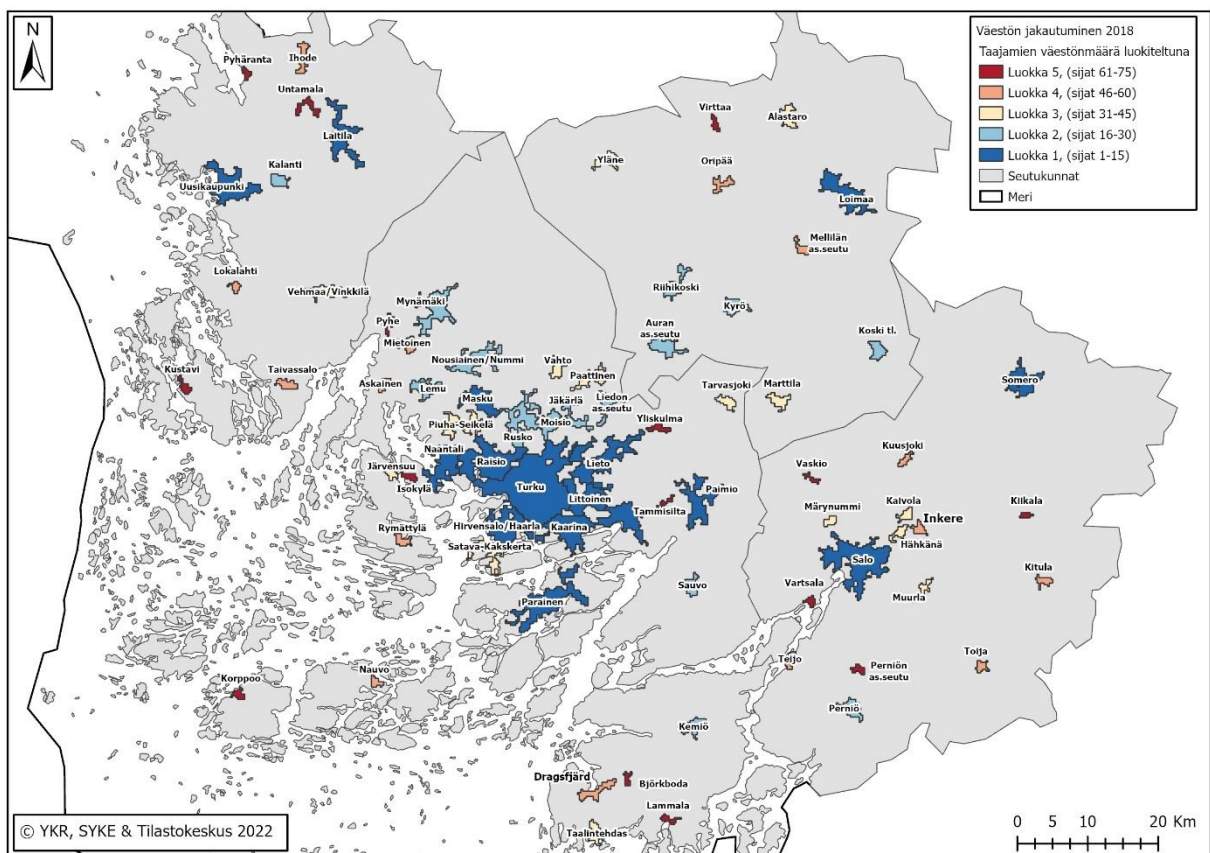 N
Väestön jakautuminen 2018
Taajamien väestönmäärä luokiteltuna
Luokka 5, (sijat 61-75)
Luokka 4, (sijat 46-60)
Luokka 3, (sijat 31-45)
Luokka 2, (sijat 16-30)
Luokka 1, (sijat 1-15)
Seutukunnat
Meri
Pyhäranta
Ihode
Untamala
Laitila
Kalanti
Uusikaupunki
Virttaa
Alastaro
Yläne
Oripää
Loimaa
Mellilän
as.seutu
Lokalahti
Vehmaa/Vinkkilä
Mynämäki
Riihikoski
Kyrö
Pyhe
Mietoinen
Auran
as.seutu
Koski tl.
Nousiainen/Nummi
Vahto
Paattinen
Kustavi
Taivassalo
Askainen
Lemu
Masku
Jäkärlä
Liedon
as.seutu
Tarvasjoki
Marttila
Somero
Piuha-Seikelä
Moisio
Rusko
Yliskulma
Naantali
Raisio
Lieto
Kuusjoki
Järvensuu
Isokylä
Turku
Littoinen
Paimio
Tammisilta
Vaskio
Kaivola
Kiikala
Märynummi
Inkere
Rymättylä
Hirvensalo/Haarla
Kaarina
Hähkänä
Satava-Kakskerta
Salo
Kitula
Sauvo
Vartsala
Muurla
Parainen
Teijo
Perniön
as.seutu
Toija
Nauvo
Korppoo
Perniö
Kemiö
Dragsfjärd
Björkboda
Lammala
Taalintehdas
© YKR, SYKE & Tilastokeskus 2022
0 5 10 20 Km